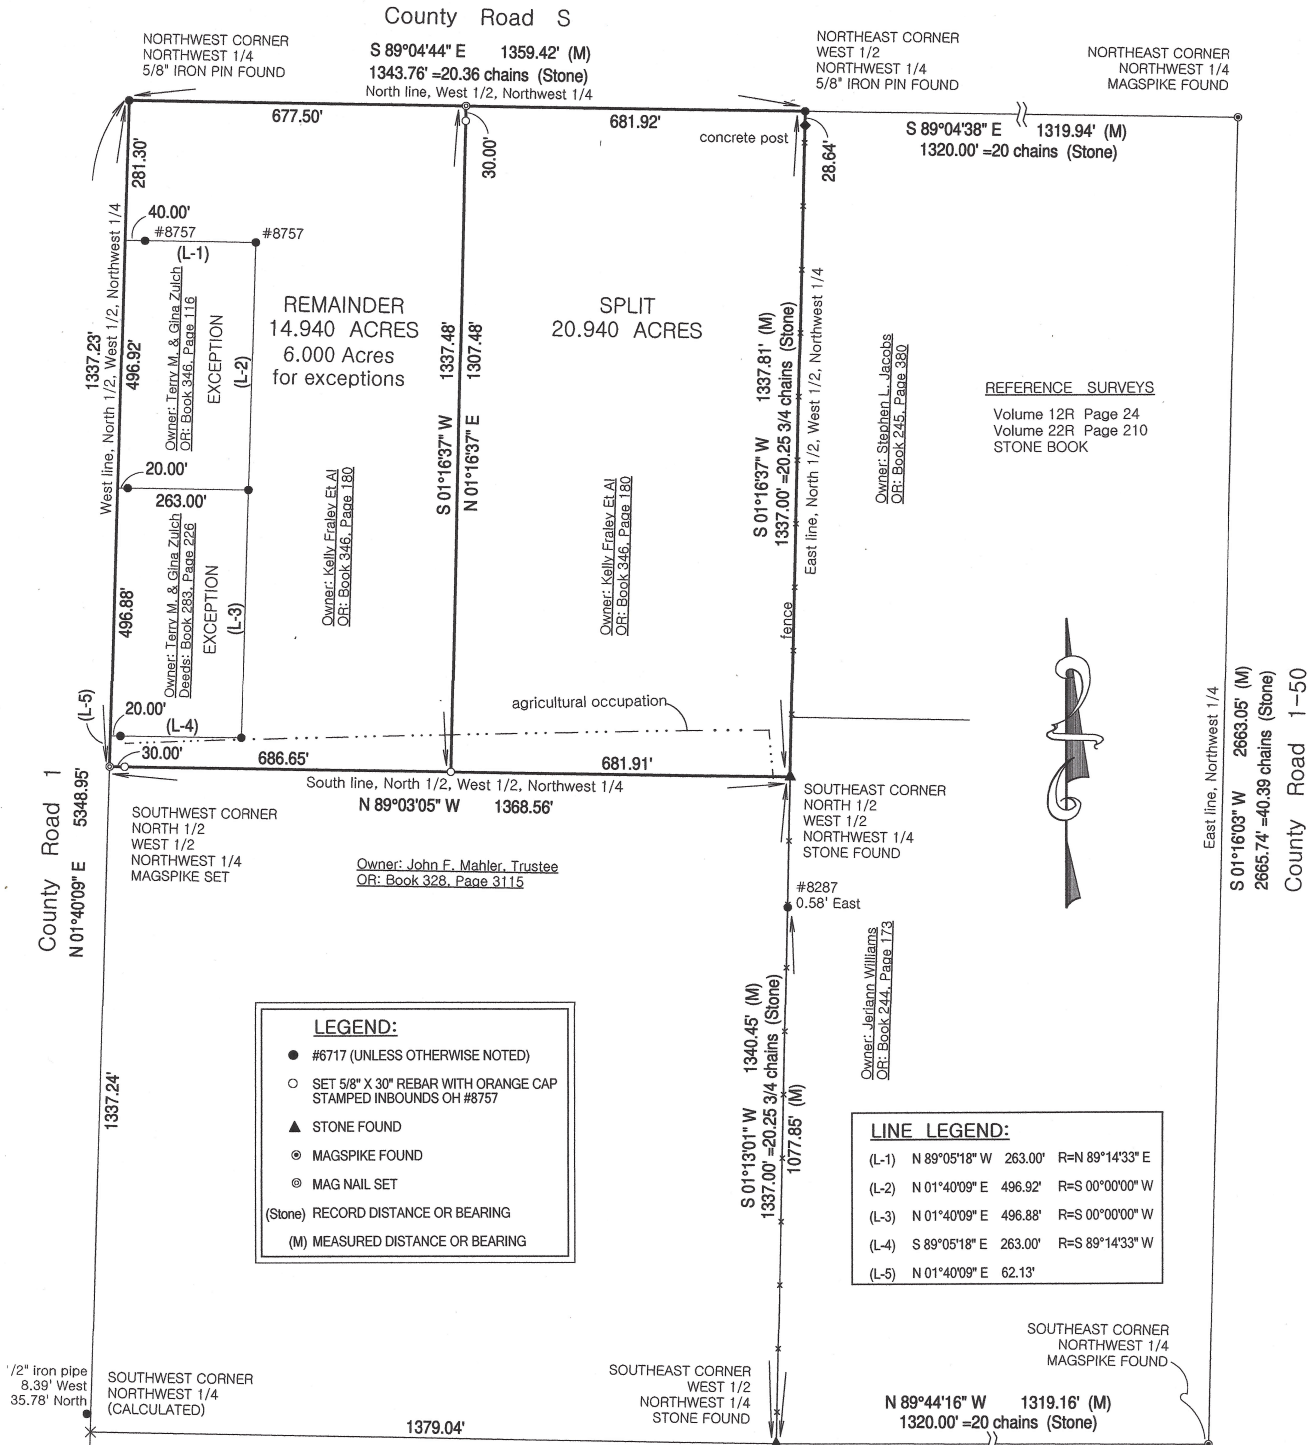 County Road S
S 89°04'44" E 1359.42' (M)
1343.76' =20.36 chains (Stone)
North line, West 1/2, Northwest 1/4
NORTHWEST CORNER
NORTHWEST 1/4
5/8" IRON PIN FOUND
NORTHEAST CORNER
WEST 1/2
NORTHWEST 1/4
5/8" IRON PIN FOUND
NORTHEAST CORNER
NORTHWEST 1/4
MAGSPIKE FOUND
677.50'
681.92'
30.00'
concrete post
28.64'
S 89°04'38" E 1319.94' (M)
1320.00' =20 chains (Stone)
281.30'
40.00'
#8757
#8757
(L-1)
West line, North 1/2, West 1/2, Northwest 1/4
1337.23'
496.92'
Owner: Terry M. & Gina Zulch
OR: Book 346, Page 116
EXCEPTION
(L-2)
REMAINDER
14.940 ACRES
6.000 Acres
for exceptions
S 01°16'37" W 1337.48'
N 01°16'37" E 1307.48'
SPLIT
20.940 ACRES
S 01°16'37" W 1337.81' (M)
1337.00' =20.25 3/4 chains (Stone)
East line, North 1/2, West 1/2, Northwest 1/4
Owner: Stephen L. Jacobs
OR: Book 245, Page 380
REFERENCE SURVEYS
Volume 12R Page 24
Volume 22R Page 210
STONE BOOK
20.00'
263.00'
496.88'
Owner: Terry M. & Gina Zulch
Deeds: Book 283, Page 226
EXCEPTION
(L-3)
Owner: Kelly Fraley Et Al
OR: Book 346, Page 180
Owner: Kelly Fraley Et Al
OR: Book 346, Page 180
fence
agricultural occupation
(L-5)
20.00'
(L-4)
30.00'
686.65'
681.91'
South line, North 1/2, West 1/2, Northwest 1/4
N 89°03'05" W 1368.56'
SOUTHWEST CORNER
NORTH 1/2
WEST 1/2
NORTHWEST 1/4
MAGSPIKE SET
SOUTHEAST CORNER
NORTH 1/2
WEST 1/2
NORTHWEST 1/4
STONE FOUND
County Road 1
N 01°40'09" E 5348.95'
Owner: John F. Mahler, Trustee
OR: Book 328, Page 3115
#8287
0.58' East
East line, Northwest 1/4
S 01°16'03" W 2663.05' (M)
2665.74' =40.39 chains (Stone)
County Road 1-50
Owner: Jeriann Williams
OR: Book 244, Page 173
S 01°13'01" W 1340.45' (M)
1337.00' =20.25 3/4 chains (Stone)
1077.85' (M)
1337.24'
LEGEND:
#6717 (UNLESS OTHERWISE NOTED)
SET 5/8" X 30" REBAR WITH ORANGE CAP
STAMPED INBOUNDS OH #8757
STONE FOUND
MAGSPIKE FOUND
MAG NAIL SET
(Stone) RECORD DISTANCE OR BEARING
(M) MEASURED DISTANCE OR BEARING
LINE LEGEND:
(L-1) N 89°05'18" W 263.00' R=N 89°14'33" E
(L-2) N 01°40'09" E 496.92' R=S 00°00'00" W
(L-3) N 01°40'09" E 496.88' R=S 00°00'00" W
(L-4) S 89°05'18" E 263.00' R=S 89°14'33" W
(L-5) N 01°40'09" E 62.13'
SOUTHEAST CORNER
NORTHWEST 1/4
MAGSPIKE FOUND
/2" iron pipe
8.39' West
35.78' North
SOUTHWEST CORNER
NORTHWEST 1/4
(CALCULATED)
SOUTHEAST CORNER
WEST 1/2
NORTHWEST 1/4
STONE FOUND
N 89°44'16" W 1319.16' (M)
1320.00' =20 chains (Stone)
1379.04'